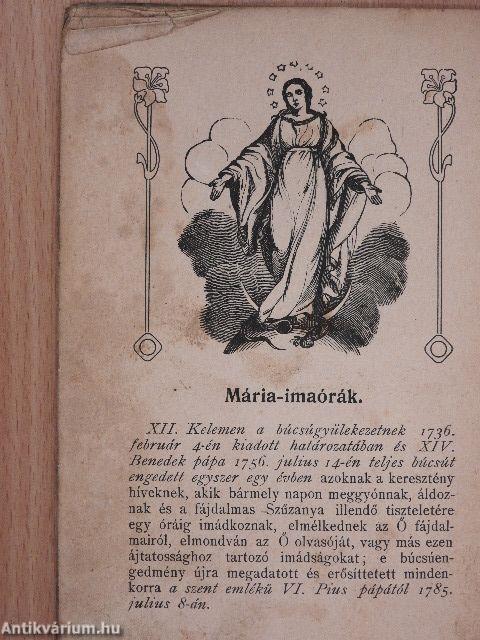 Mária-imaórák.
XII. Kelemen a búcsúgyülekezetnek 1736.
február 4-én kiadott határozatában és XIV.
Benedek pápa 1756. julius 14-én teljes búcsút
engedett egyszer egy évben azoknak a keresztény
híveknek, akik bármely napon meggyónnak, áldoz-
nak és a fájdalmas Szűzanya illendő tiszteletére
egy óráig imádkoznak, elmélkednek az Ő fájdal-
mairól, elmondván az Ő olvasóját, vagy más ezen
ájtatossághoz tartozó imádságokat; e búcsúen-
gedmény újra megadatott és erősíttetett minden-
korra a szent emlékű VI. Pius pápától 1785.
julius 8-án.
Antikvárium.hu